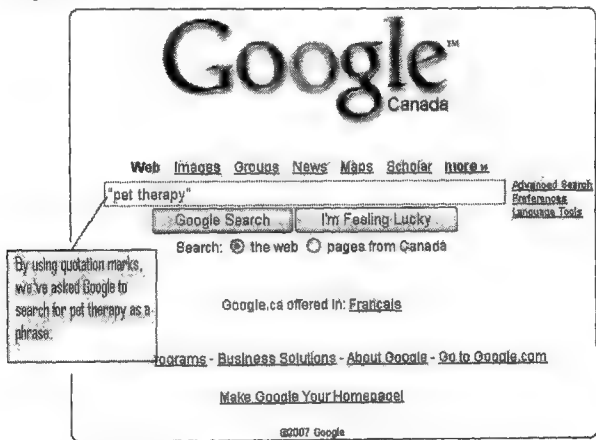 Google™
Canada
Web Images Groups News Maps Scholar more »
"pet therapy"
Advanced Search
Preferences
Language Tools
Google Search I'm Feeling Lucky
Search: the web pages from Canada
By using quotation marks,
we've asked Google to
search for pet therapy as a
phrase.
Google.ca offered in: Français
rograms - Business Solutions - About Google - Go to Google.com
Make Google Your Homepage!
©2007 Google